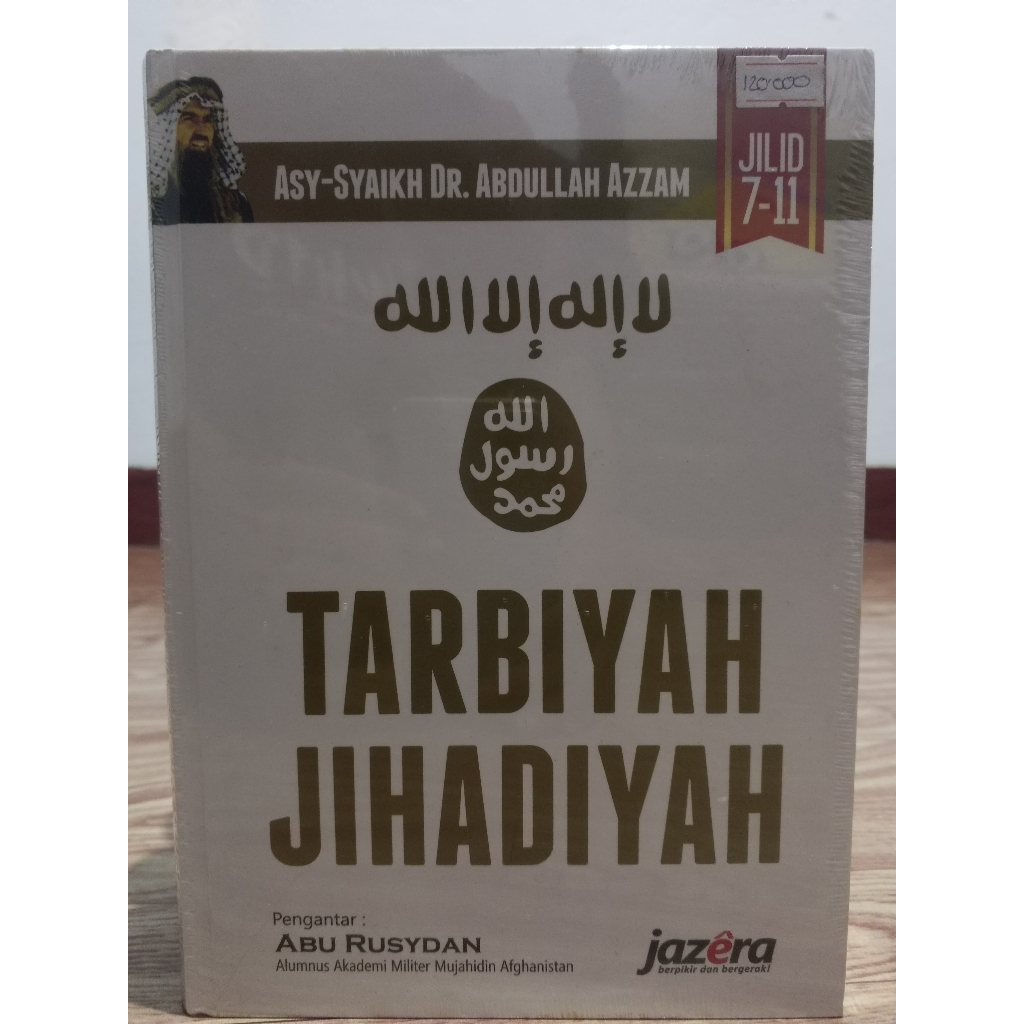 120.000
JILID
7-11
ASY-SYAIKH DR. ABDULLAH AZZAM
لا إله إلا الله
الله
رسول
محمد
TARBIYAH
JIHADIYAH
Pengantar :
ABU RUSYDAN
Alumnus Akademi Militer Mujahidin Afghanistan
jazêra
berpikir dan bergerak!